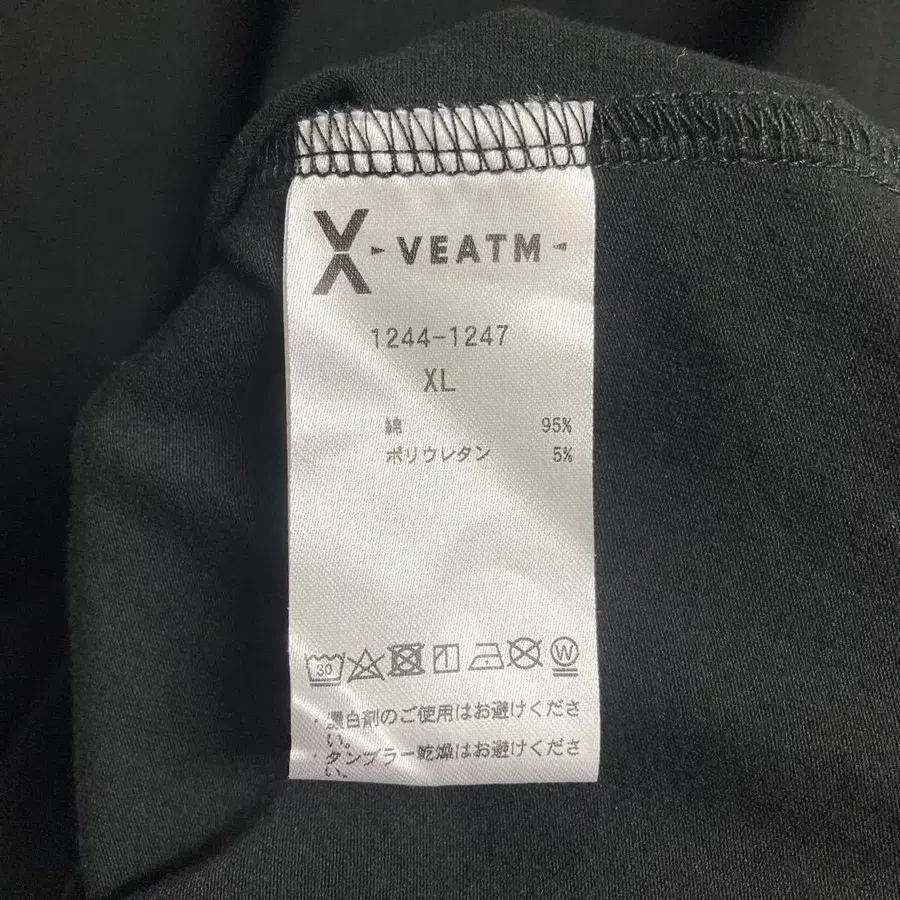 VEATM
1244-1247
XL
綿 95%
ポリウレタン 5%
30
W
・漂白剤のご使用はお避けくださ
い。
・タンブラー乾燥はお避けくださ
い。